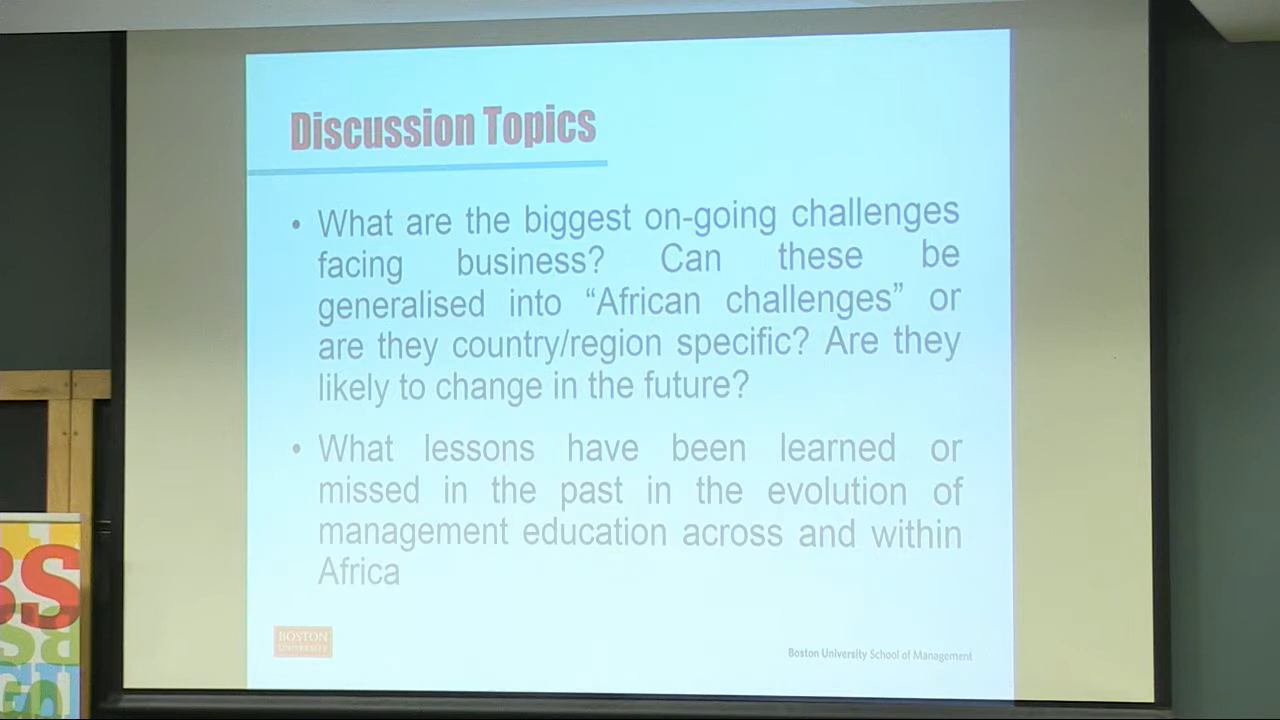 Discussion Topics
• What are the biggest on-going challenges
facing business? Can these be
generalised into “African challenges” or
are they country/region specific? Are they
likely to change in the future?
• What lessons have been learned or
missed in the past in the evolution of
management education across and within
Africa
BOSTON
UNIVERSITY
Boston University School of Management
BS